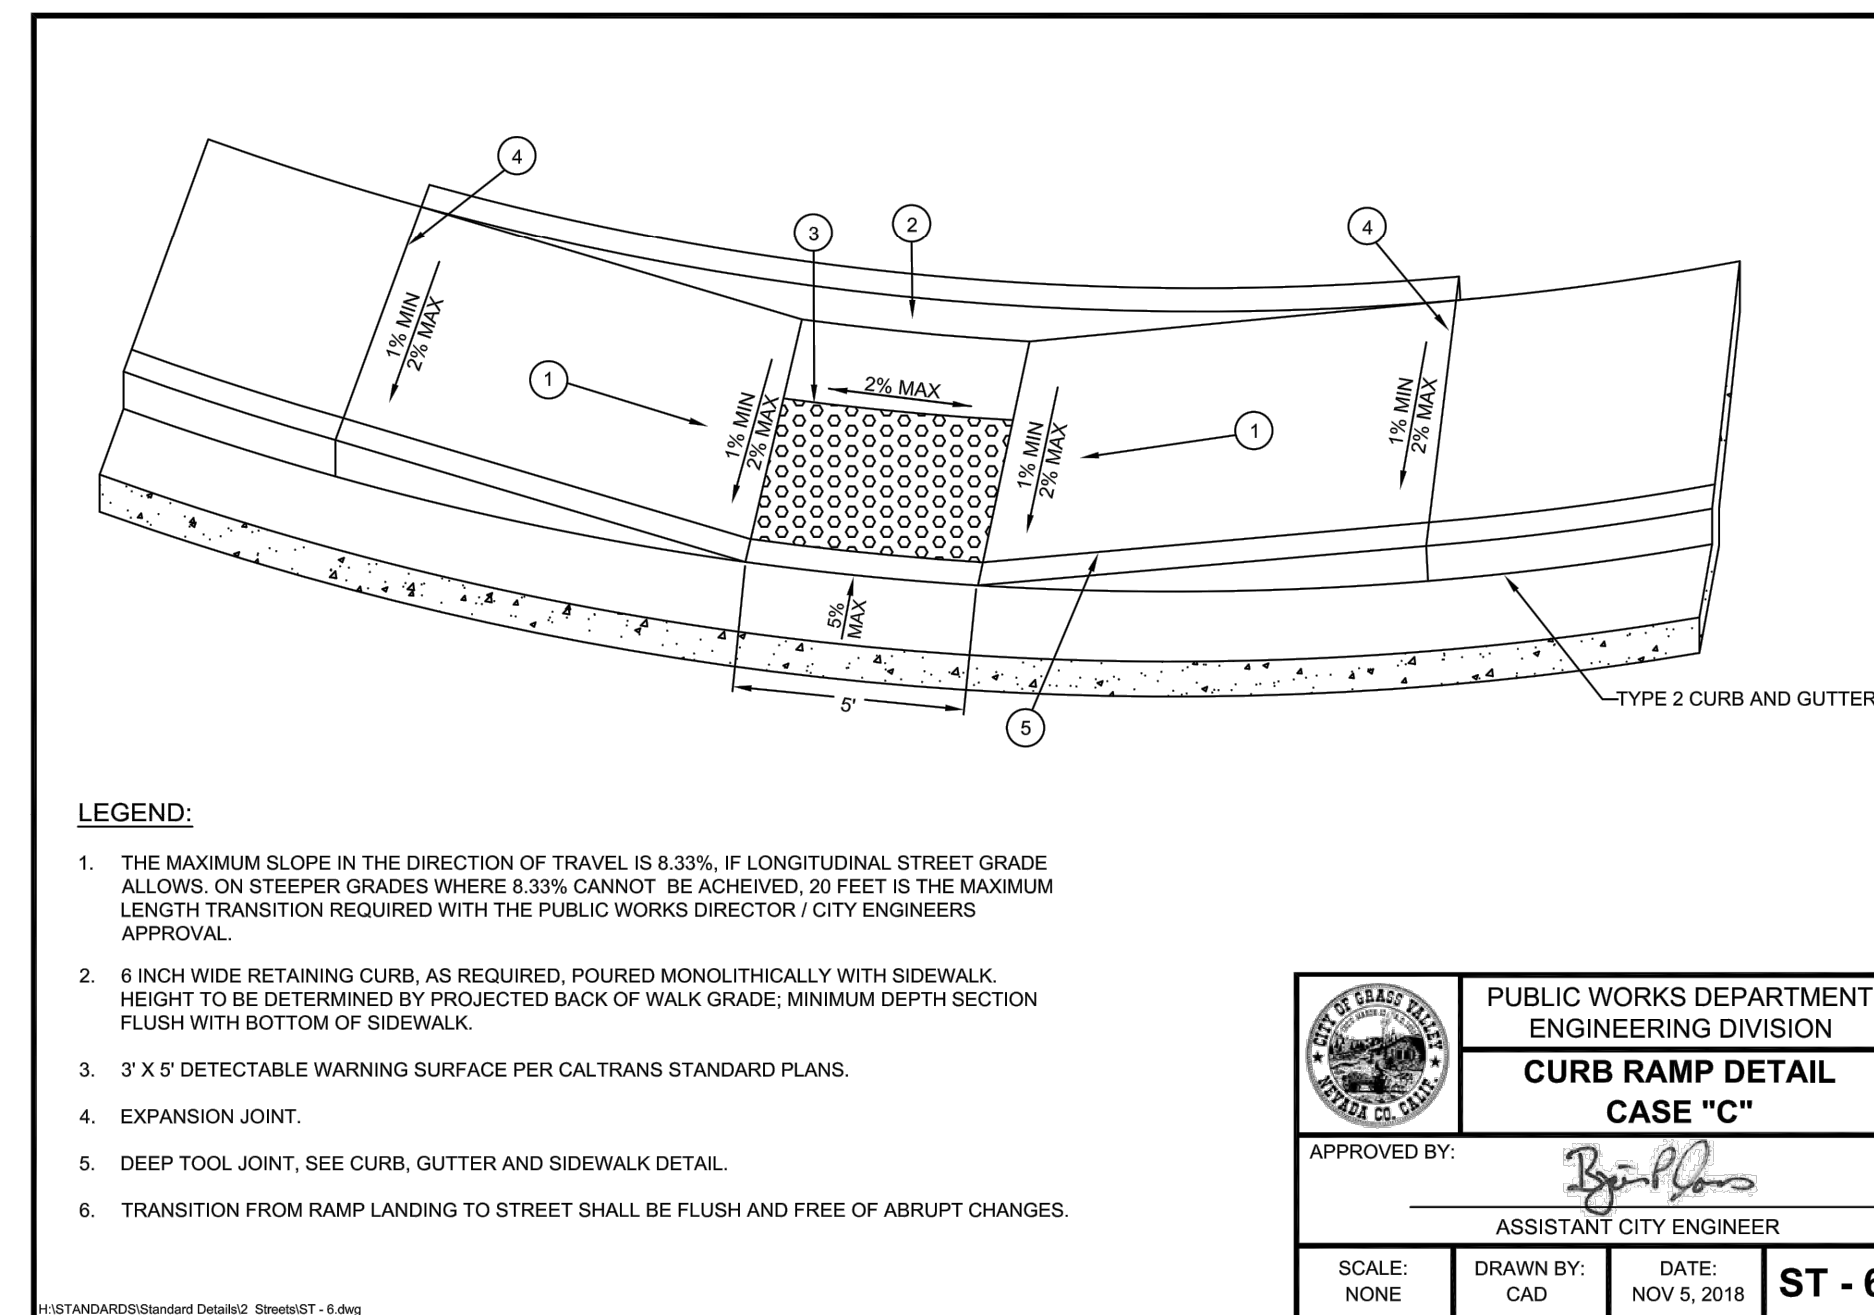 4
2
3
4
1% MIN
2% MAX
1
2% MAX
1% MIN
2% MAX
1% MIN
2% MAX
1
1% MIN
2% MAX
5%
MAX
5'
5
TYPE 2 CURB AND GUTTER
LEGEND:
1. THE MAXIMUM SLOPE IN THE DIRECTION OF TRAVEL IS 8.33%, IF LONGITUDINAL STREET GRADE
ALLOWS. ON STEEPER GRADES WHERE 8.33% CANNOT BE ACHEIVED, 20 FEET IS THE MAXIMUM
LENGTH TRANSITION REQUIRED WITH THE PUBLIC WORKS DIRECTOR / CITY ENGINEERS
APPROVAL.
2. 6 INCH WIDE RETAINING CURB, AS REQUIRED, POURED MONOLITHICALLY WITH SIDEWALK.
HEIGHT TO BE DETERMINED BY PROJECTED BACK OF WALK GRADE; MINIMUM DEPTH SECTION
FLUSH WITH BOTTOM OF SIDEWALK.
3. 3' X 5' DETECTABLE WARNING SURFACE PER CALTRANS STANDARD PLANS.
4. EXPANSION JOINT.
5. DEEP TOOL JOINT, SEE CURB, GUTTER AND SIDEWALK DETAIL.
6. TRANSITION FROM RAMP LANDING TO STREET SHALL BE FLUSH AND FREE OF ABRUPT CHANGES.
CITY OF GRASS VALLEY
NEVADA CO. CALIF.
PUBLIC WORKS DEPARTMENT
ENGINEERING DIVISION
CURB RAMP DETAIL
CASE "C"
APPROVED BY:
ASSISTANT CITY ENGINEER
SCALE:
NONE
DRAWN BY:
CAD
DATE:
NOV 5, 2018
ST - 6
H:\STANDARDS\Standard Details\2_Streets\ST - 6.dwg